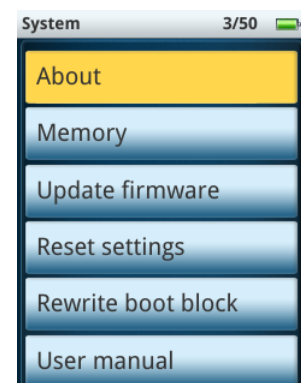 System 3/50
About
Memory
Update firmware
Reset settings
Rewrite boot block
User manual